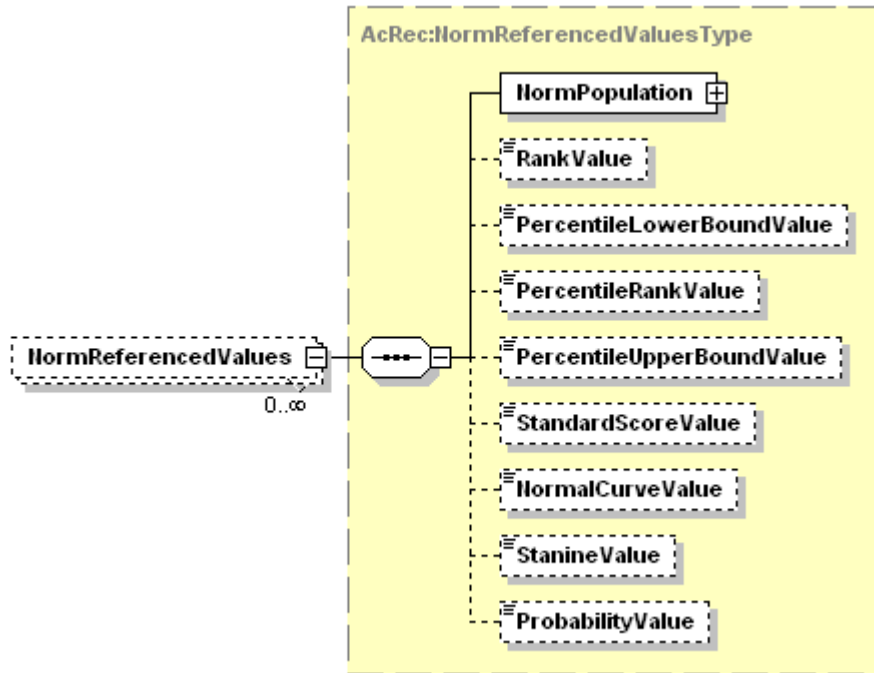 AcRec:NormReferencedValuesType
NormPopulation
RankValue
PercentileLowerBoundValue
PercentileRankValue
NormReferencedValues
PercentileUpperBoundValue
0..∞
StandardScoreValue
NormalCurveValue
StanineValue
ProbabilityValue